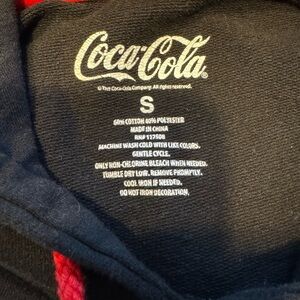 Coca-Cola
© The Coca-Cola Company. All rights reserved.
S
60% COTTON 40% POLYESTER
MADE IN CHINA
RN# 117508
MACHINE WASH COLD WITH LIKE COLORS.
GENTLE CYCLE.
ONLY NON-CHLORINE BLEACH WHEN NEEDED.
TUMBLE DRY LOW. REMOVE PROMPTLY.
COOL IRON IF NEEDED.
DO NOT IRON DECORATION.